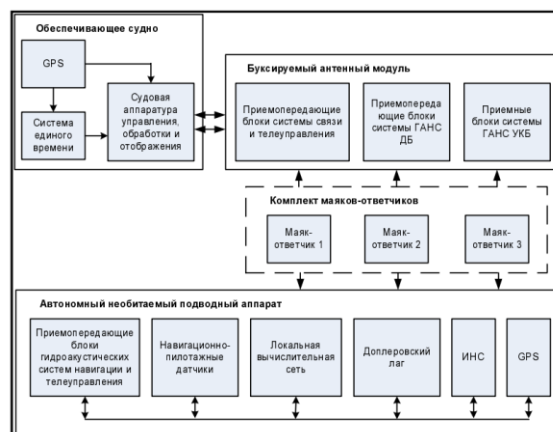 Обеспечивающее судно
GPS
Система
единого
времени
Судовая
аппаратура
управления,
обработки и
отображения
Буксируемый антенный модуль
Приемопередающие
блоки системы связи и
телеуправления
Приемопереда
ющие блоки
системы ГАНС
ДБ
Приемные
блоки системы
ГАНС УКБ
Комплект маяков-ответчиков
Маяк-
ответчик 1
Маяк-
ответчик 2
Маяк-
ответчик 3
Автономный необитаемый подводный аппарат
Приемопередающие
блоки
гидроакустических
систем навигации и
телеуправления
Навигационно-
пилотажные
датчики
Локальная
вычислительная
сеть
Доплеровский
лаг
ИНС
GPS